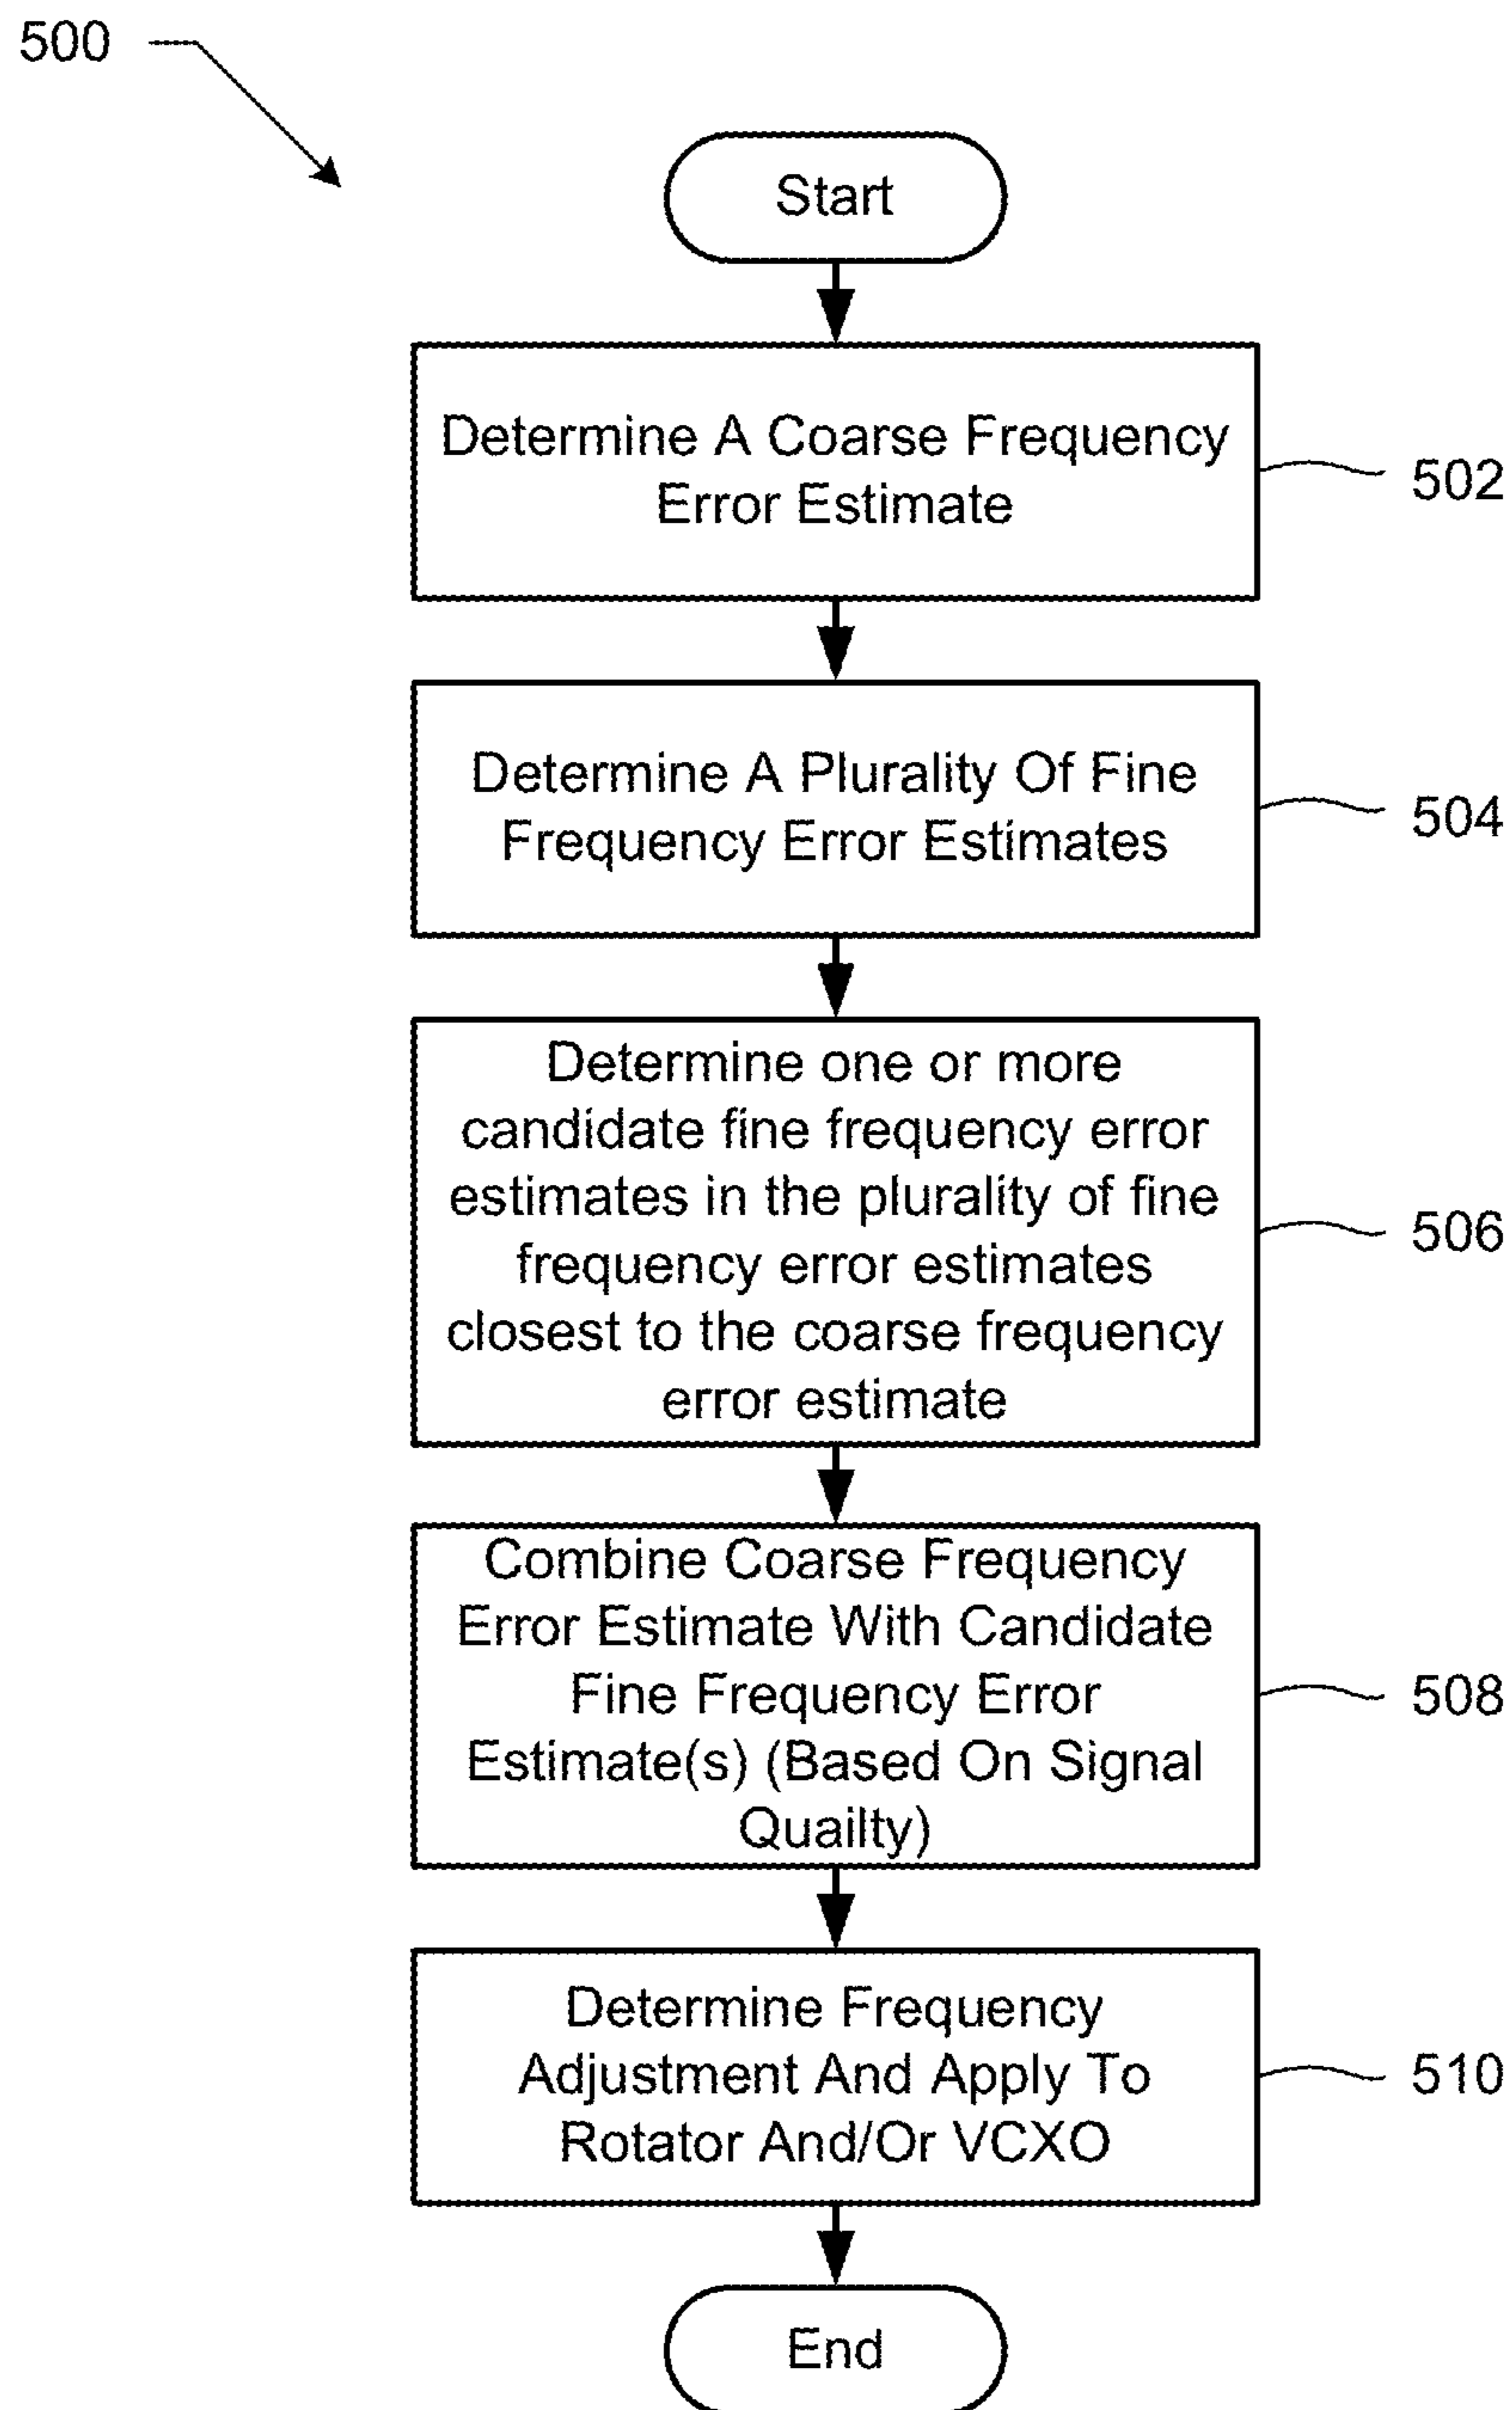 500
Start
Determine A Coarse Frequency
Error Estimate
502
Determine A Plurality Of Fine
Frequency Error Estimates
504
Determine one or more
candidate fine frequency error
estimates in the plurality of fine
frequency error estimates
closest to the coarse frequency
error estimate
506
Combine Coarse Frequency
Error Estimate With Candidate
Fine Frequency Error
Estimate(s) (Based On Signal
Quailty)
508
Determine Frequency
Adjustment And Apply To
Rotator And/Or VCXO
510
End